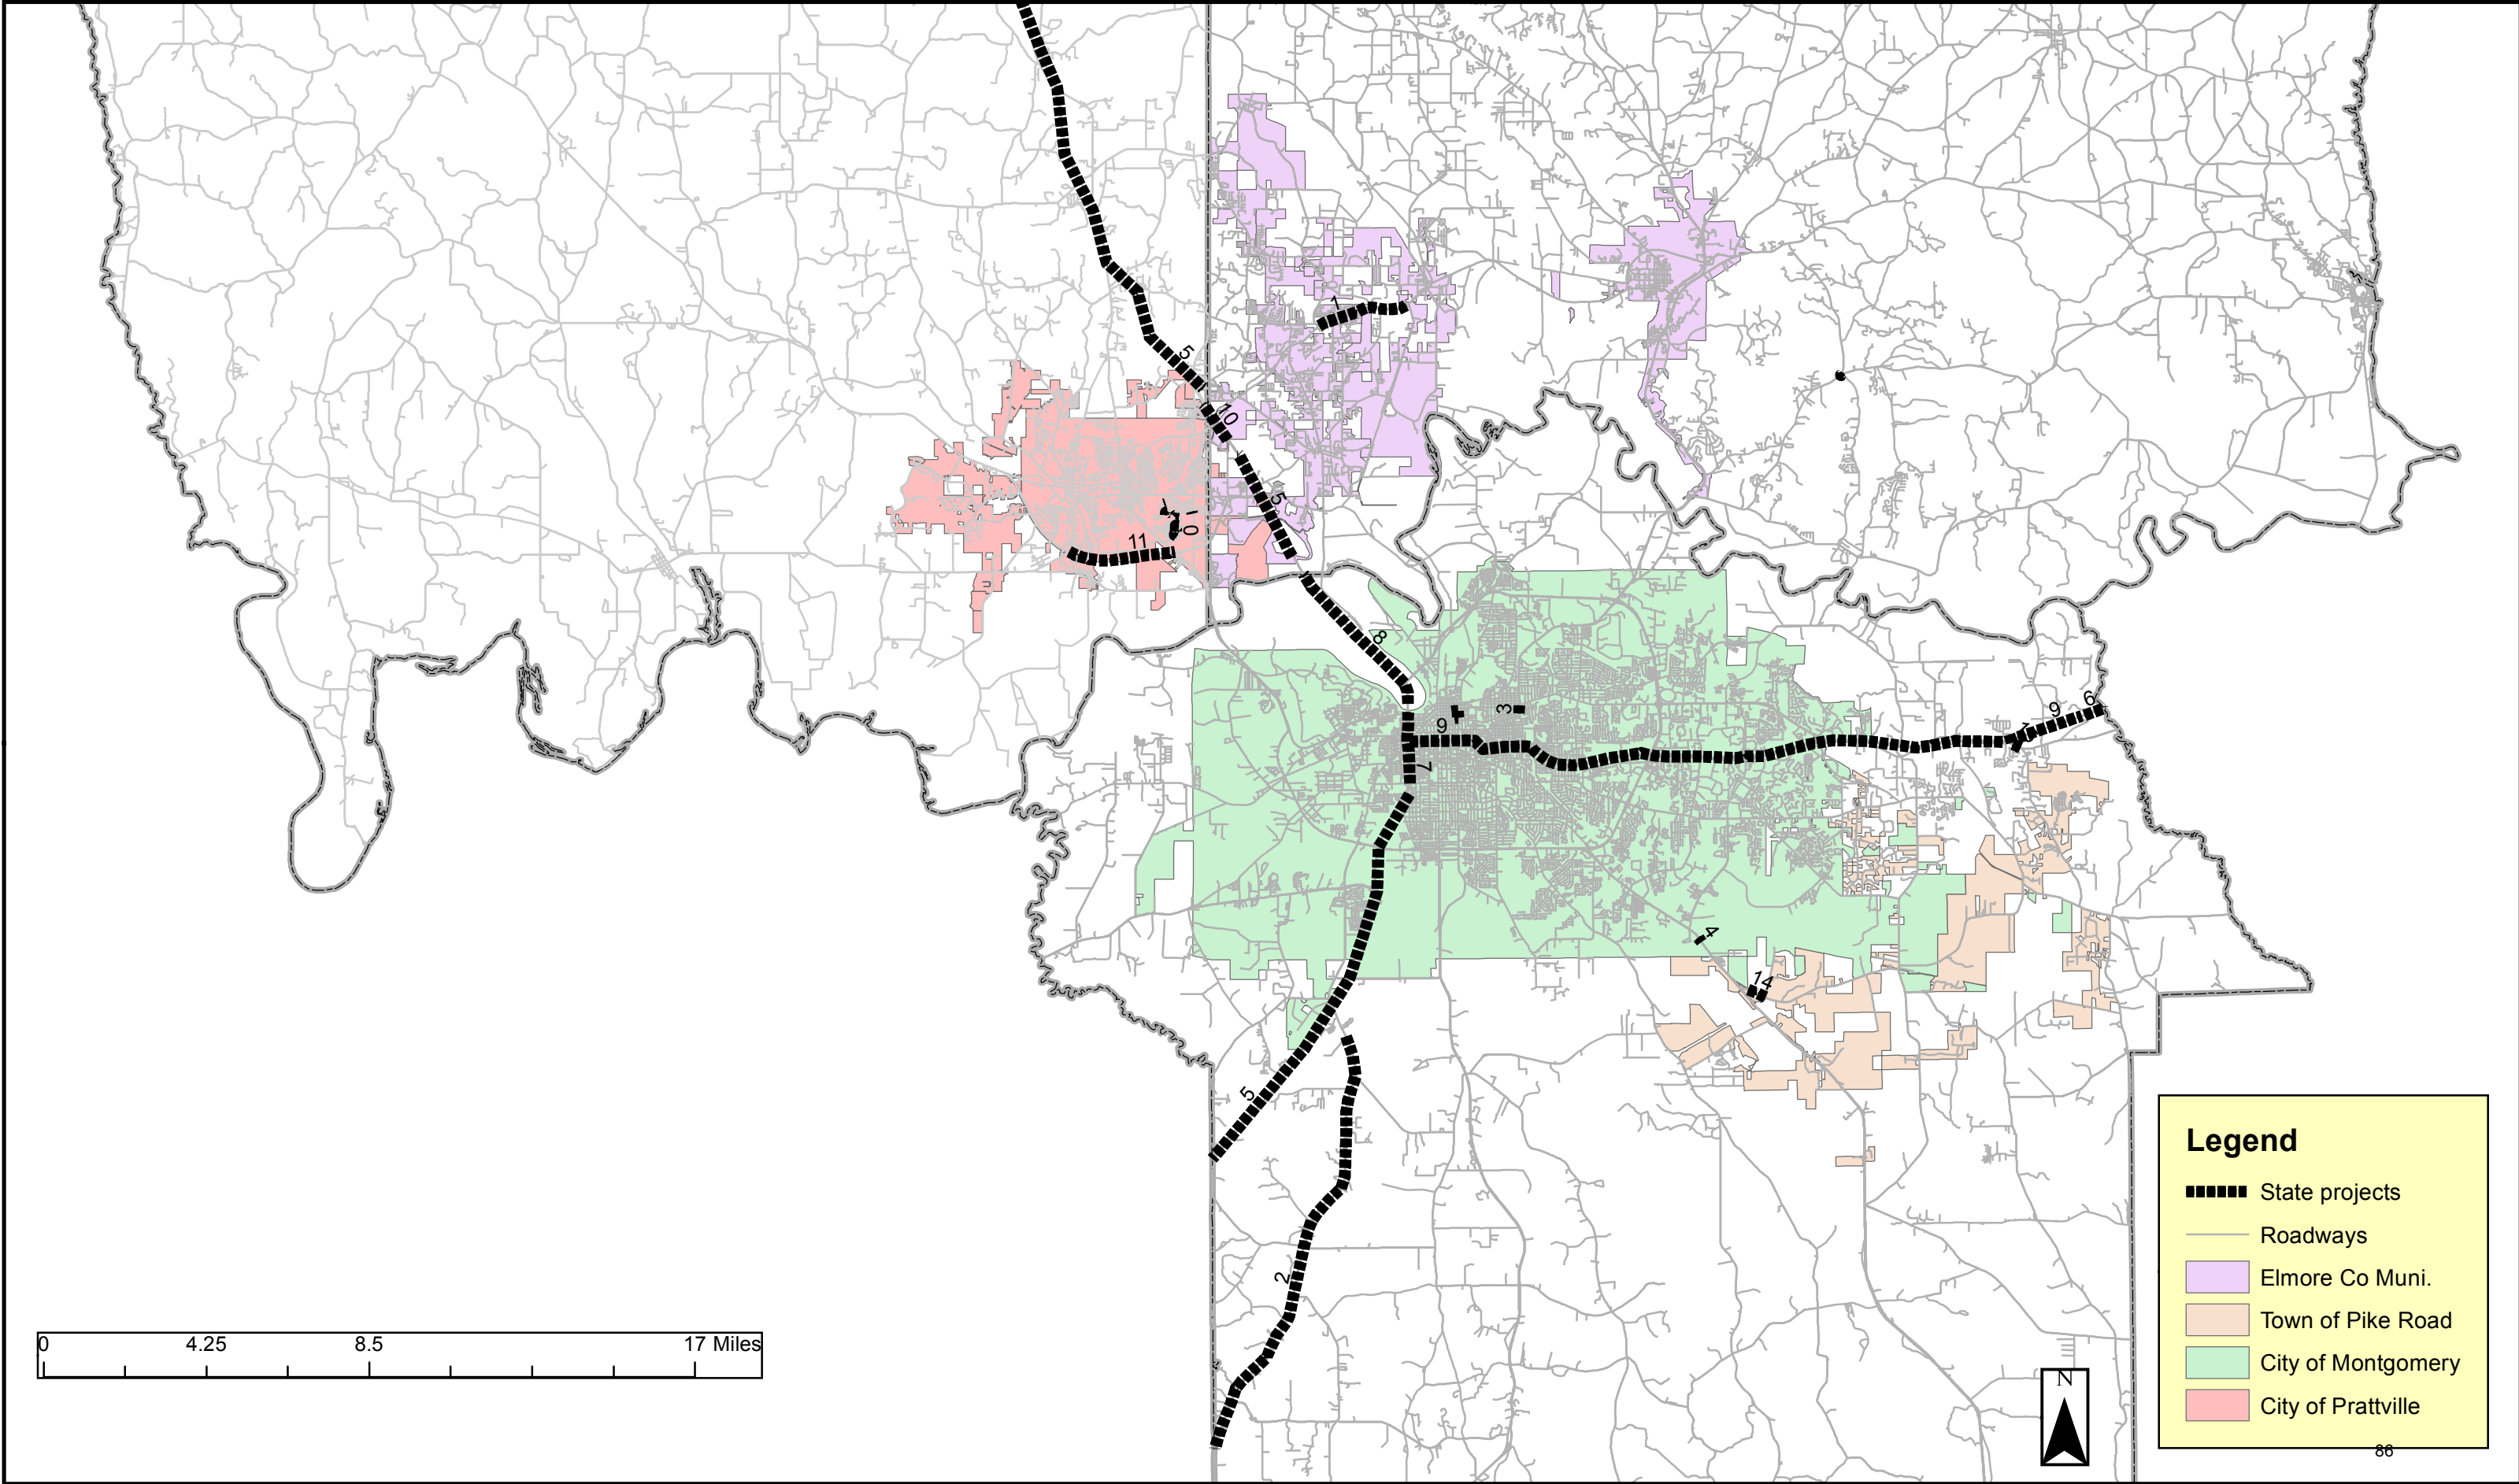 1
5
10
5
1
0
11
8
3
9
7
6
9
4
14
5
2
0 4.25 8.5 17 Miles
N
Legend
State projects
Roadways
Elmore Co Muni.
Town of Pike Road
City of Montgomery
City of Prattville
86